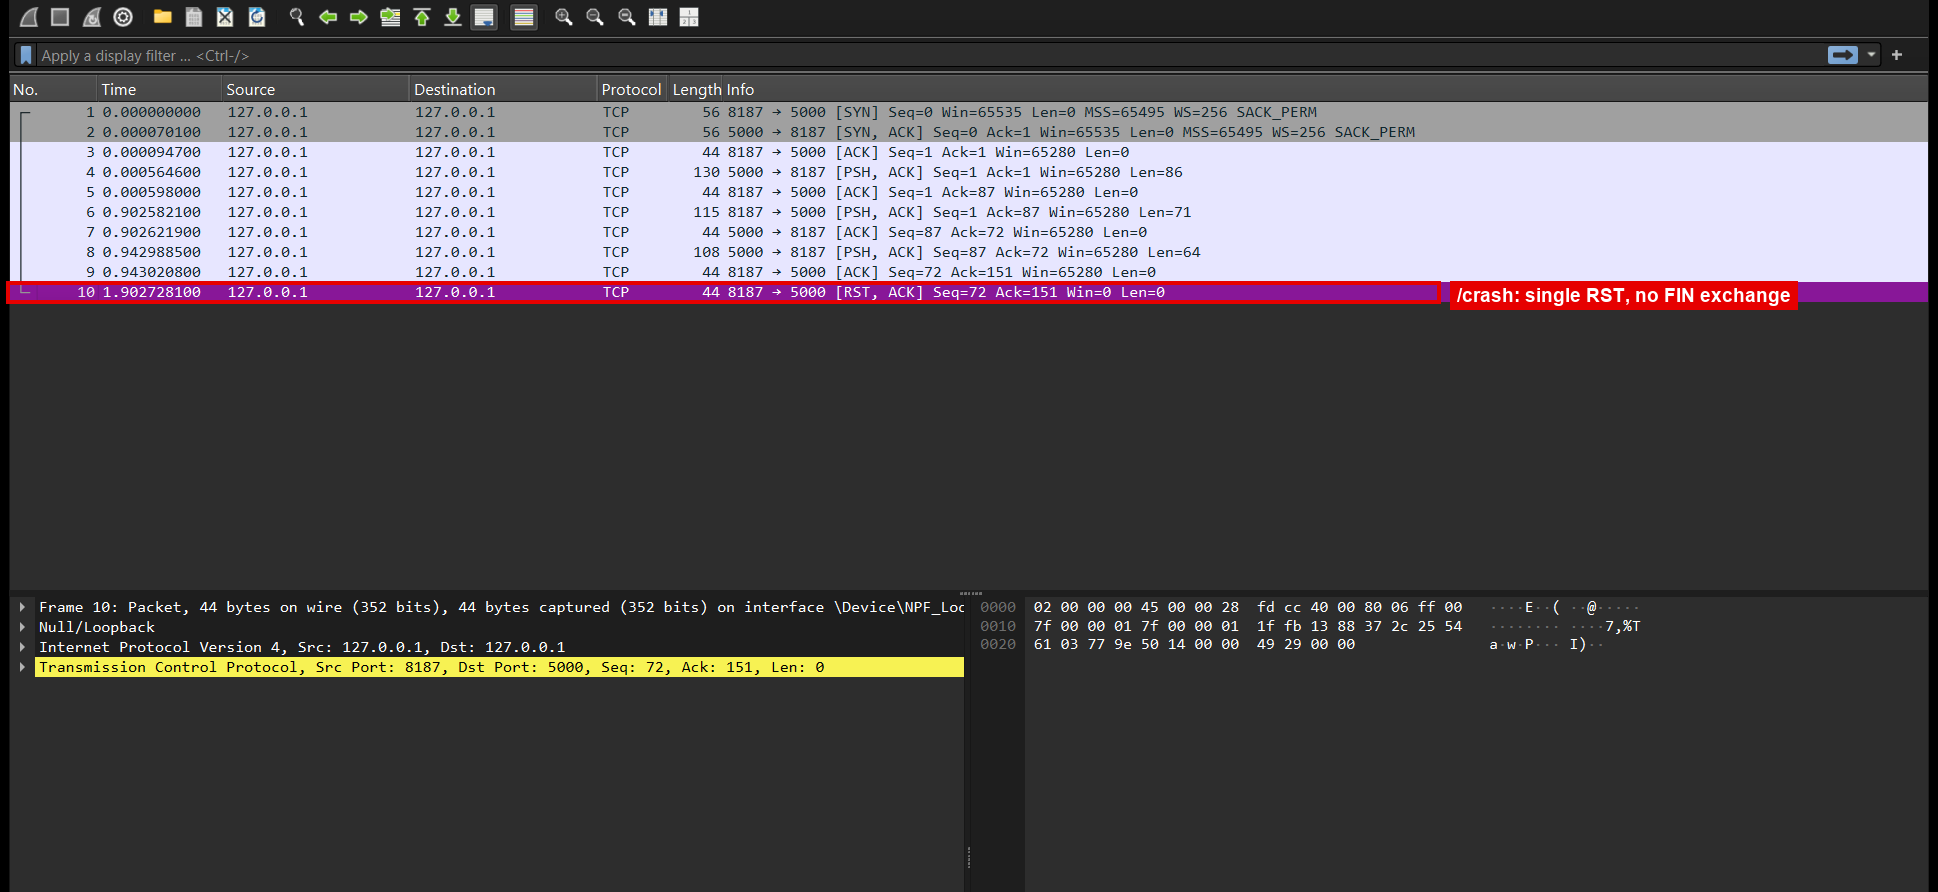 Apply a display filter ... <Ctrl-/>
No. Time Source Destination Protocol Length Info
1 0.000000000 127.0.0.1 127.0.0.1 TCP 56 8187 → 5000 [SYN] Seq=0 Win=65535 Len=0 MSS=65495 WS=256 SACK_PERM
2 0.000070100 127.0.0.1 127.0.0.1 TCP 56 5000 → 8187 [SYN, ACK] Seq=0 Ack=1 Win=65535 Len=0 MSS=65495 WS=256 SACK_PERM
3 0.000094700 127.0.0.1 127.0.0.1 TCP 44 8187 → 5000 [ACK] Seq=1 Ack=1 Win=65280 Len=0
4 0.000564600 127.0.0.1 127.0.0.1 TCP 130 5000 → 8187 [PSH, ACK] Seq=1 Ack=1 Win=65280 Len=86
5 0.000598000 127.0.0.1 127.0.0.1 TCP 44 8187 → 5000 [ACK] Seq=1 Ack=87 Win=65280 Len=0
6 0.902582100 127.0.0.1 127.0.0.1 TCP 115 8187 → 5000 [PSH, ACK] Seq=1 Ack=87 Win=65280 Len=71
7 0.902621900 127.0.0.1 127.0.0.1 TCP 44 5000 → 8187 [ACK] Seq=87 Ack=72 Win=65280 Len=0
8 0.942988500 127.0.0.1 127.0.0.1 TCP 108 5000 → 8187 [PSH, ACK] Seq=87 Ack=72 Win=65280 Len=64
9 0.943020800 127.0.0.1 127.0.0.1 TCP 44 8187 → 5000 [ACK] Seq=72 Ack=151 Win=65280 Len=0
10 1.902728100 127.0.0.1 127.0.0.1 TCP 44 8187 → 5000 [RST, ACK] Seq=72 Ack=151 Win=0 Len=0
/crash: single RST, no FIN exchange
Frame 10: Packet, 44 bytes on wire (352 bits), 44 bytes captured (352 bits) on interface \Device\NPF_Loo
Null/Loopback
Internet Protocol Version 4, Src: 127.0.0.1, Dst: 127.0.0.1
Transmission Control Protocol, Src Port: 8187, Dst Port: 5000, Seq: 72, Ack: 151, Len: 0
0000 02 00 00 00 45 00 00 28 fd cc 40 00 80 06 ff 00 ····E··( ··@·····
0010 7f 00 00 01 7f 00 00 01 1f fb 13 88 37 2c 25 54 ········ ····7,%T
0020 61 03 77 9e 50 14 00 00 49 29 00 00 a·w·P··· I)··